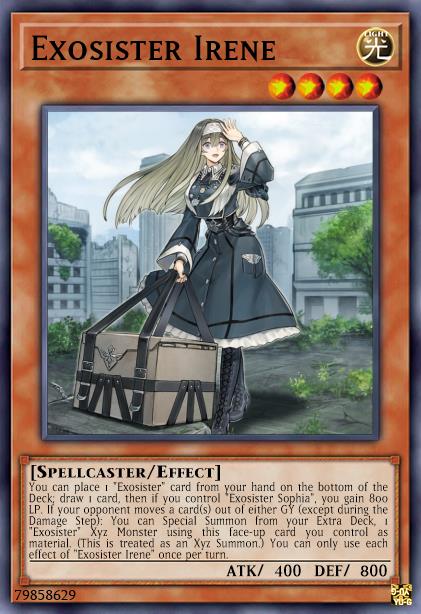 Exosister Irene
LIGHT
光
[Spellcaster/Effect]
You can place 1 "Exosister" card from your hand on the bottom of the
Deck; draw 1 card, then if you control "Exosister Sophia", you gain 800
LP. If your opponent moves a card(s) out of either GY (except during the
Damage Step): You can Special Summon from your Extra Deck, 1
"Exosister" Xyz Monster using this face-up card you control as
material. (This is treated as an Xyz Summon.) You can only use each
effect of "Exosister Irene" once per turn.
ATK/ 400 DEF/ 800
79858629